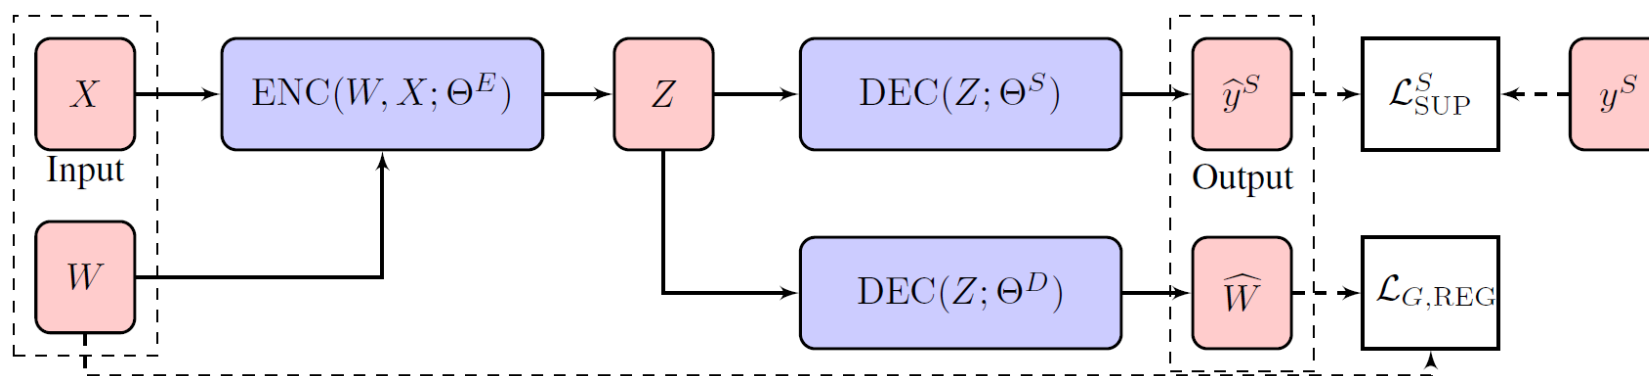 X
ENC(W, X; Θ^E)
Z
DEC(Z; Θ^S)
ŷ^S
ℒ^S_SUP
y^S
Input
Output
W
DEC(Z; Θ^D)
Ŵ
ℒ_G,REG